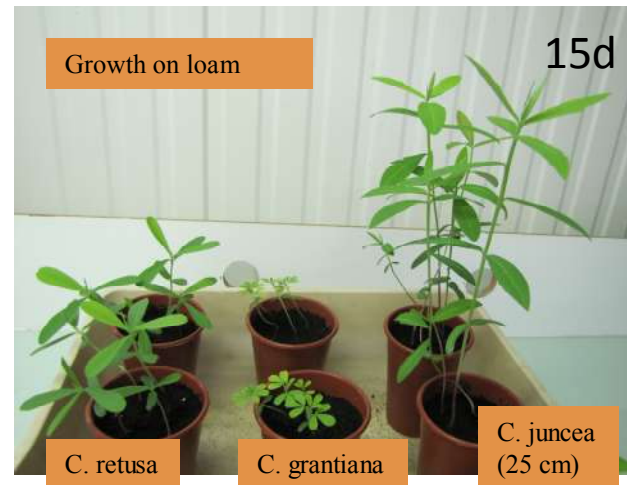 Growth on loam
15d
C. retusa
C. grantiana
C. juncea
(25 cm)